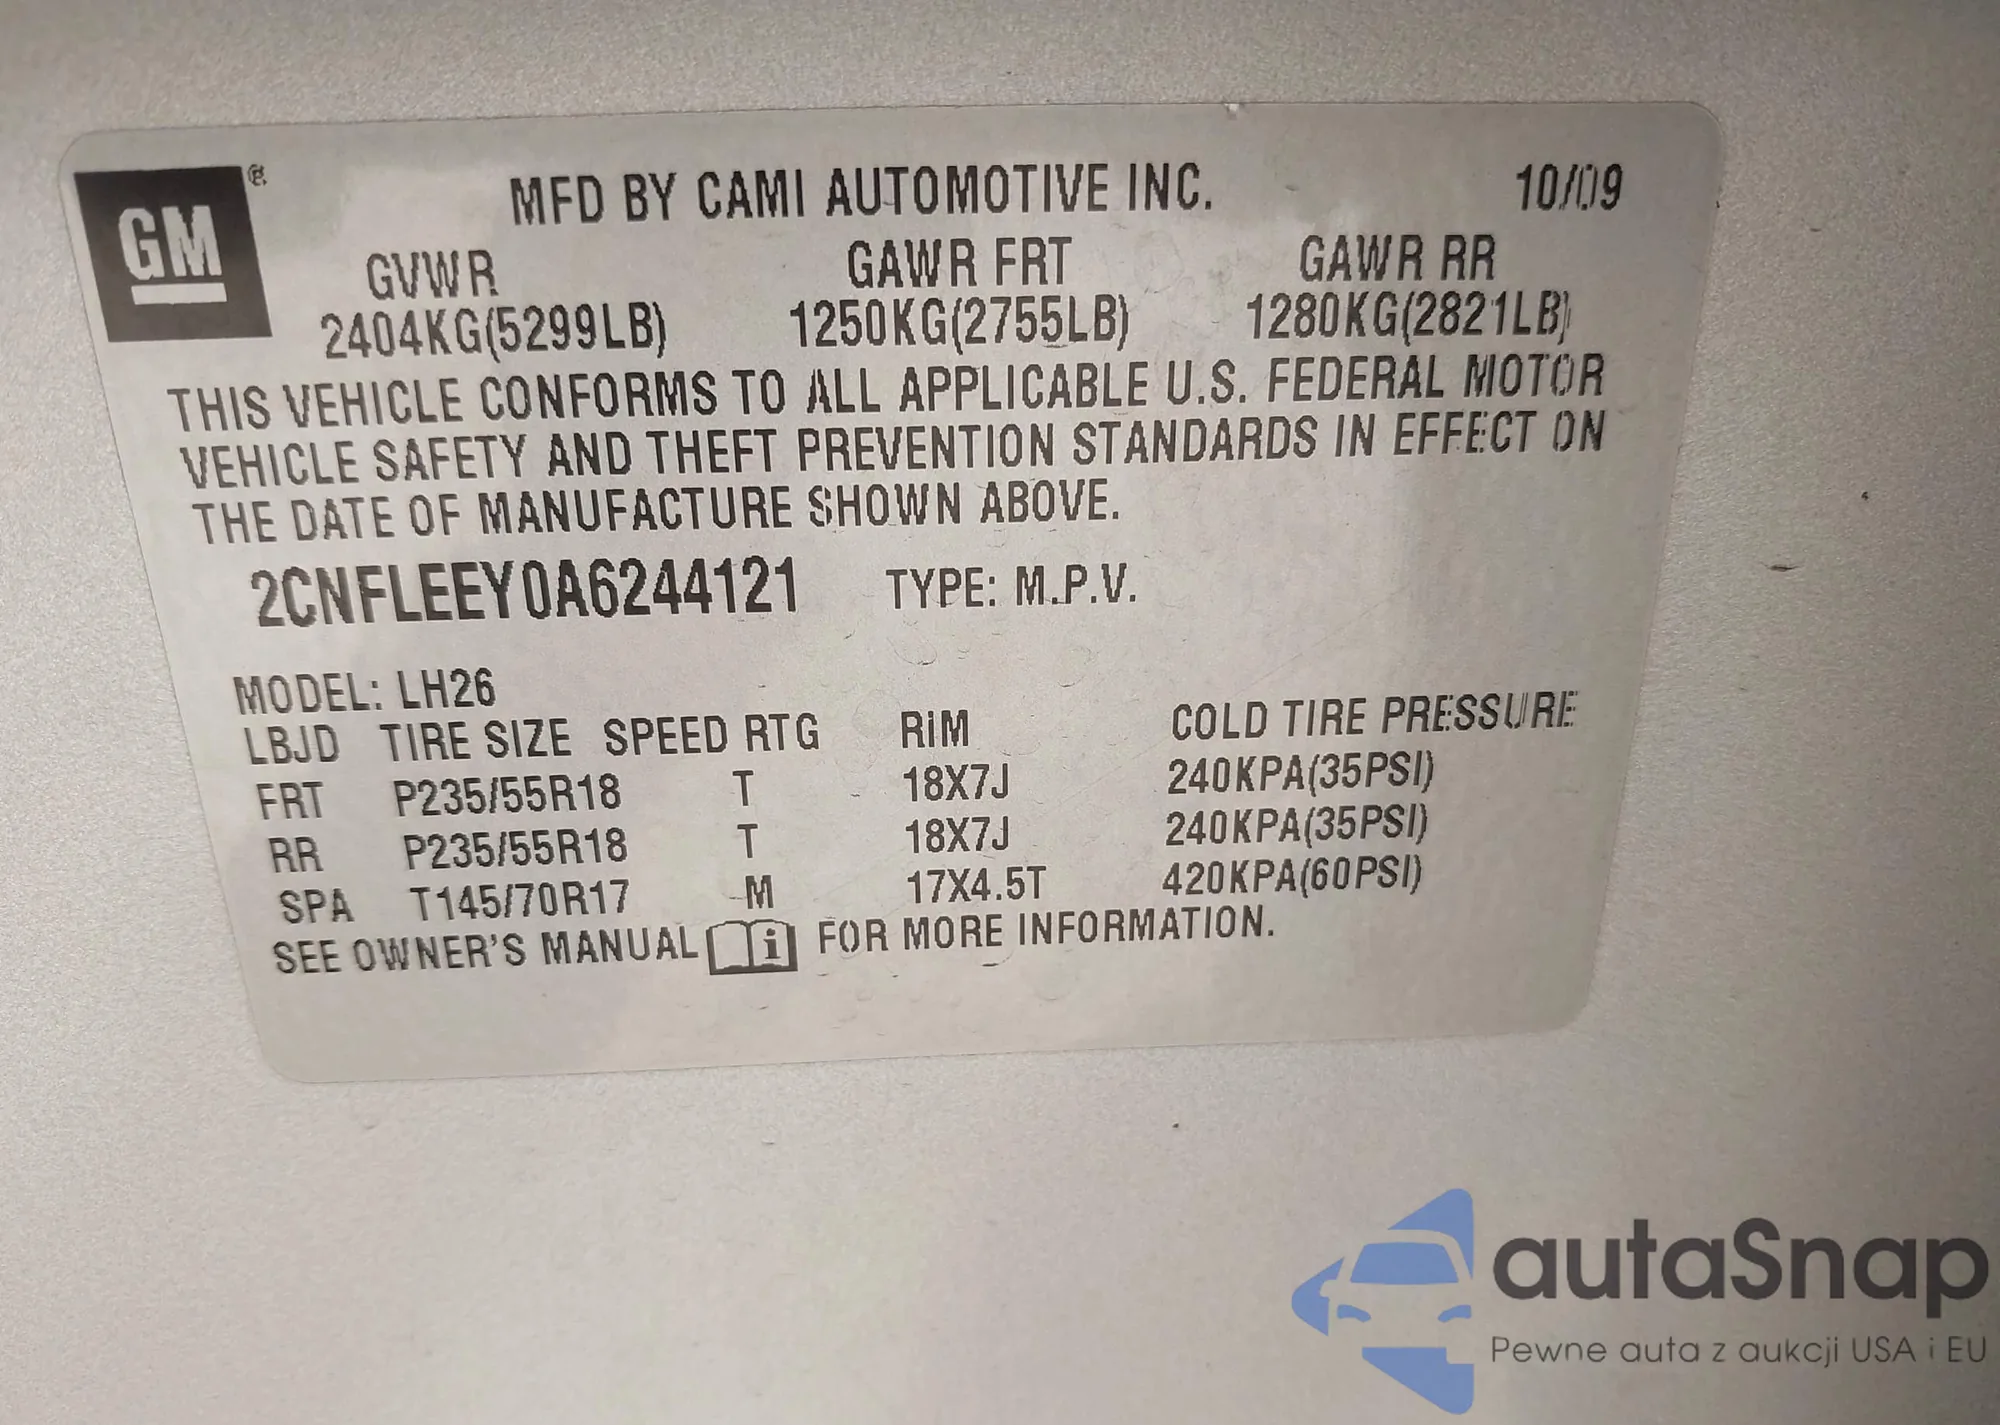 GM ®
MFD BY CAMI AUTOMOTIVE INC. 10/09
GVWR GAWR FRT GAWR RR
2404KG(5299LB) 1250KG(2755LB) 1280KG(2821LB)
THIS VEHICLE CONFORMS TO ALL APPLICABLE U.S. FEDERAL MOTOR
VEHICLE SAFETY AND THEFT PREVENTION STANDARDS IN EFFECT ON
THE DATE OF MANUFACTURE SHOWN ABOVE.
2CNFLEEY0A6244121 TYPE: M.P.V.
MODEL: LH26
LBJD TIRE SIZE SPEED RTG RIM COLD TIRE PRESSURE
FRT P235/55R18 T 18X7J 240KPA(35PSI)
RR P235/55R18 T 18X7J 240KPA(35PSI)
SPA T145/70R17 M 17X4.5T 420KPA(60PSI)
SEE OWNER'S MANUAL i FOR MORE INFORMATION.
autaSnap
Pewne auta z aukcji USA i EU